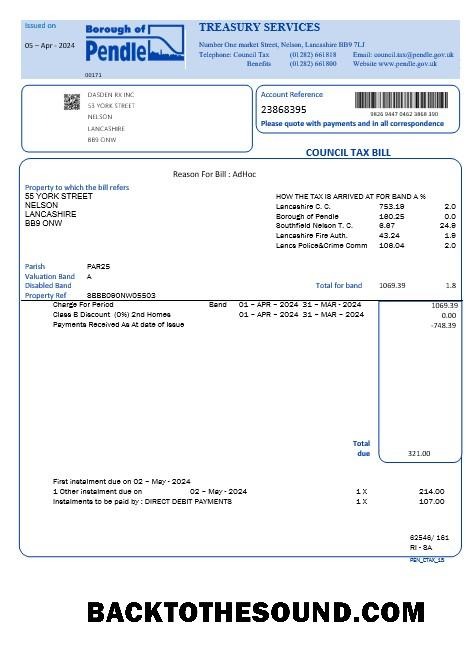 Issued on
05 – Apr - 2024
Borough of
Pendle
00171
TREASURY SERVICES
Number One market Street, Nelson, Lancashire BB9 7LJ
Telephone: Council Tax (01282) 661818 Email: council.tax@pendle.gov.uk
Benefits (01282) 661800 Website www.pendle.gov.uk
DASDEN RX INC
53 YORK STREET
NELSON
LANCASHIRE
BB9 ONW
Account Reference
23868395
9826 9447 0462 3868 390
Please quote with payments and in all correspondence
COUNCIL TAX BILL
Reason For Bill : AdHoc
Property to which the bill refers
55 YORK STREET
NELSON
LANCASHIRE
BB9 ONW
HOW THE TAX IS ARRIVED AT FOR BAND A %
Lancashire C. C. 753.19 2.0
Borough of Pendle 160.25 0.0
Southfield Nelson T. C. 6.67 24.9
Lancashire Fire Auth. 43.24 1.9
Lancs Police&Crime Comm 106.04 2.0
Parish PAR25
Valuation Band A
Disabled Band Total for band 1069.39 1.8
Property Ref SBBB090NW05503
Charge For Period Band 01 – APR – 2024 31 – MAR - 2024 1069.39
Class B Discount (0%) 2nd Homes 01 – APR – 2024 31 – MAR – 2024 0.00
Payments Received As At date of Issue -748.39
Total
due 321.00
First instalment due on 02 – May - 2024
1 Other instalment due on 02 – May - 2024 1 X 214.00
Instalments to be paid by : DIRECT DEBIT PAYMENTS 1 X 107.00
62546/ 161
RI - SA
PEN_CTAX_15
BACKTOTHESOUND.COM